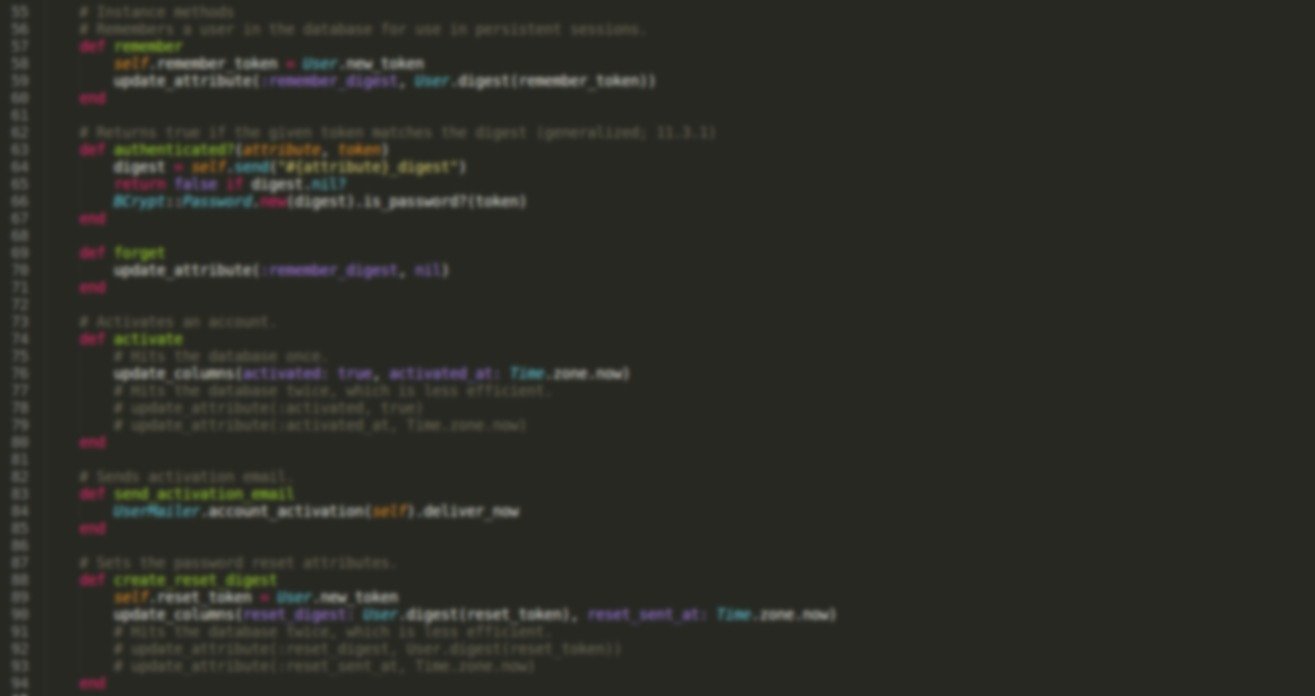 55 # Instance methods
56 # Remembers a user in the database for use in persistent sessions.
57 def remember
58 self.remember_token = User.new_token
59 update_attribute(:remember_digest, User.digest(remember_token))
60 end
61
62 # Returns true if the given token matches the digest (generalized; 11.3.1)
63 def authenticated?(attribute, token)
64 digest = self.send("#{attribute}_digest")
65 return false if digest.nil?
66 BCrypt::Password.new(digest).is_password?(token)
67 end
68
69 def forget
70 update_attribute(:remember_digest, nil)
71 end
72
73 # Activates an account.
74 def activate
75 # Hits the database once.
76 update_columns(activated: true, activated_at: Time.zone.now)
77 # Hits the database twice, which is less efficient.
78 # update_attribute(:activated, true)
79 # update_attribute(:activated_at, Time.zone.now)
80 end
81
82 # Sends activation email.
83 def send_activation_email
84 UserMailer.account_activation(self).deliver_now
85 end
86
87 # Sets the password reset attributes.
88 def create_reset_digest
89 self.reset_token = User.new_token
90 update_columns(reset_digest: User.digest(reset_token), reset_sent_at: Time.zone.now)
91 # Hits the database twice, which is less efficient.
92 # update_attribute(:reset_digest, User.digest(reset_token))
93 # update_attribute(:reset_sent_at, Time.zone.now)
94 end